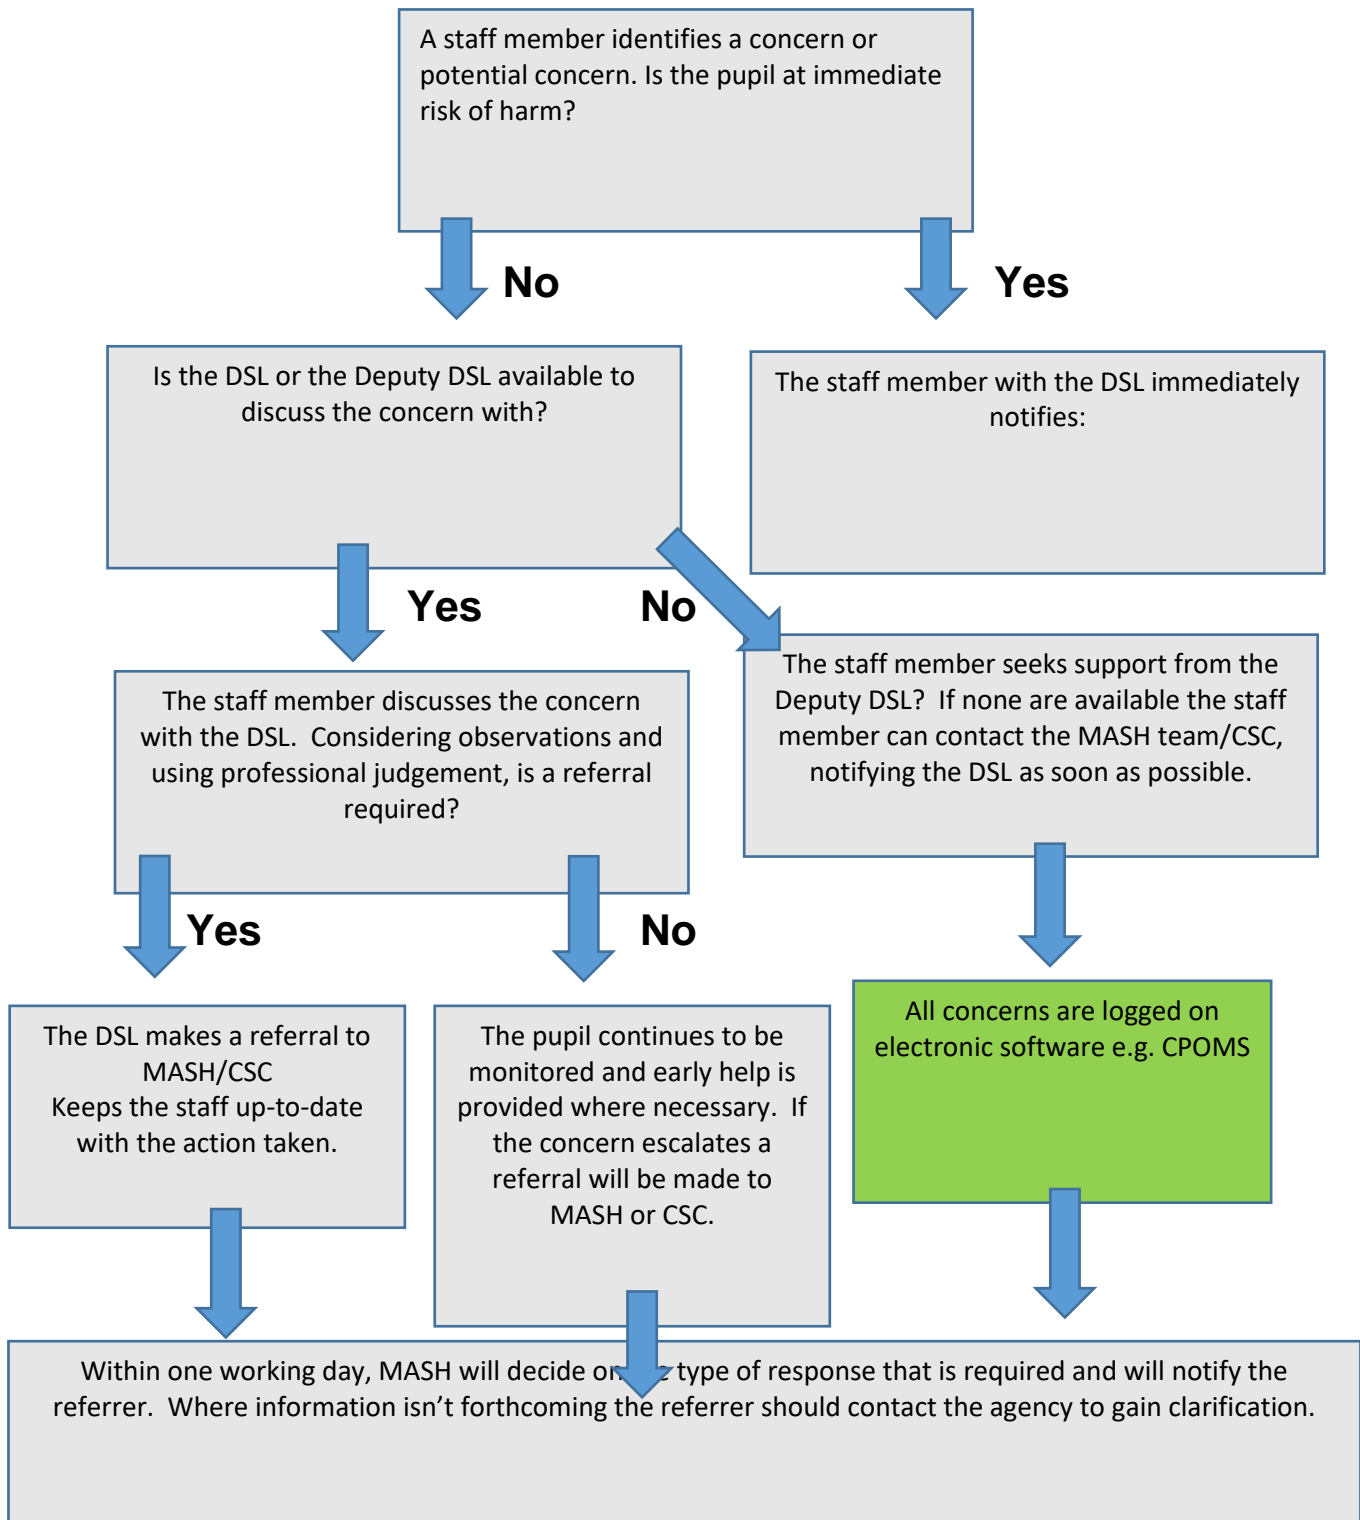 A staff member identifies a concern or
potential concern. Is the pupil at immediate
risk of harm?
No
Yes
Is the DSL or the Deputy DSL available to
discuss the concern with?
The staff member with the DSL immediately
notifies:
Yes
No
The staff member discusses the concern
with the DSL. Considering observations and
using professional judgement, is a referral
required?
The staff member seeks support from the
Deputy DSL? If none are available the staff
member can contact the MASH team/CSC,
notifying the DSL as soon as possible.
Yes
No
The DSL makes a referral to
MASH/CSC
Keeps the staff up-to-date
with the action taken.
The pupil continues to be
monitored and early help is
provided where necessary. If
the concern escalates a
referral will be made to
MASH or CSC.
All concerns are logged on
electronic software e.g. CPOMS
Within one working day, MASH will decide on type of response that is required and will notify the
referrer. Where information isn't forthcoming the referrer should contact the agency to gain clarification.